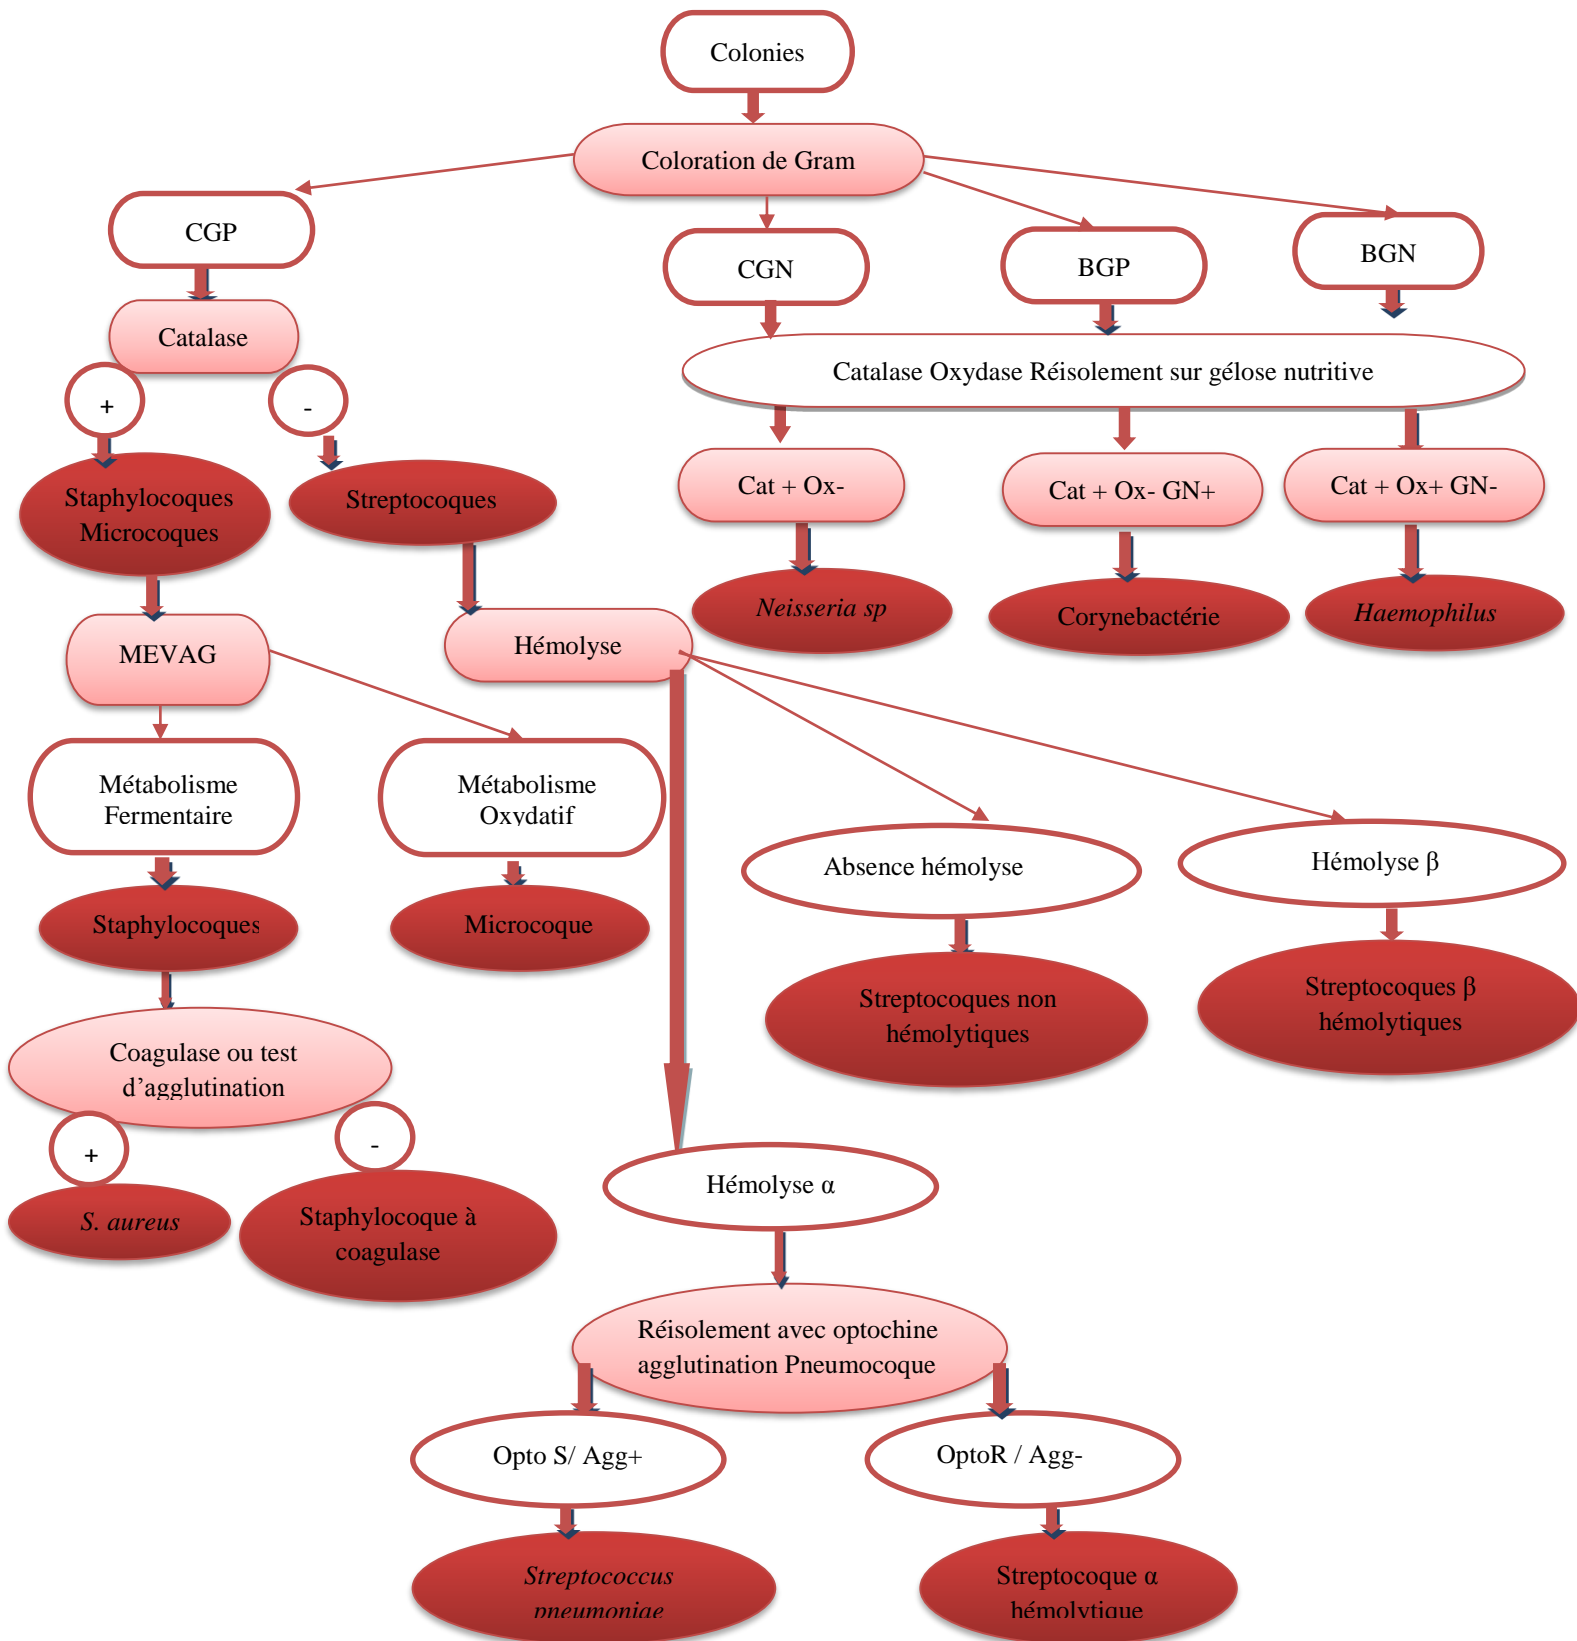 Colonies
Coloration de Gram
CGP
CGN
BGP
BGN
Catalase
Catalase Oxydase Réisolement sur gélose nutritive
+
-
Staphylocoques
Microcoques
Streptocoques
Cat + Ox-
Cat + Ox- GN+
Cat + Ox+ GN-
Neisseria sp
Corynebactérie
Haemophilus
MEVAG
Hémolyse
Métabolisme
Fermentaire
Métabolisme
Oxydatif
Absence hémolyse
Hémolyse β
Staphylocoques
Microcoque
Streptocoques non
hémolytiques
Streptocoques β
hémolytiques
Coagulase ou test
d’agglutination
+
-
S. aureus
Staphylocoque à
coagulase
Hémolyse α
Réisolement avec optochine
agglutination Pneumocoque
Opto S/ Agg+
OptoR / Agg-
Streptococcus
pneumoniae
Streptocoque α
hémolytique